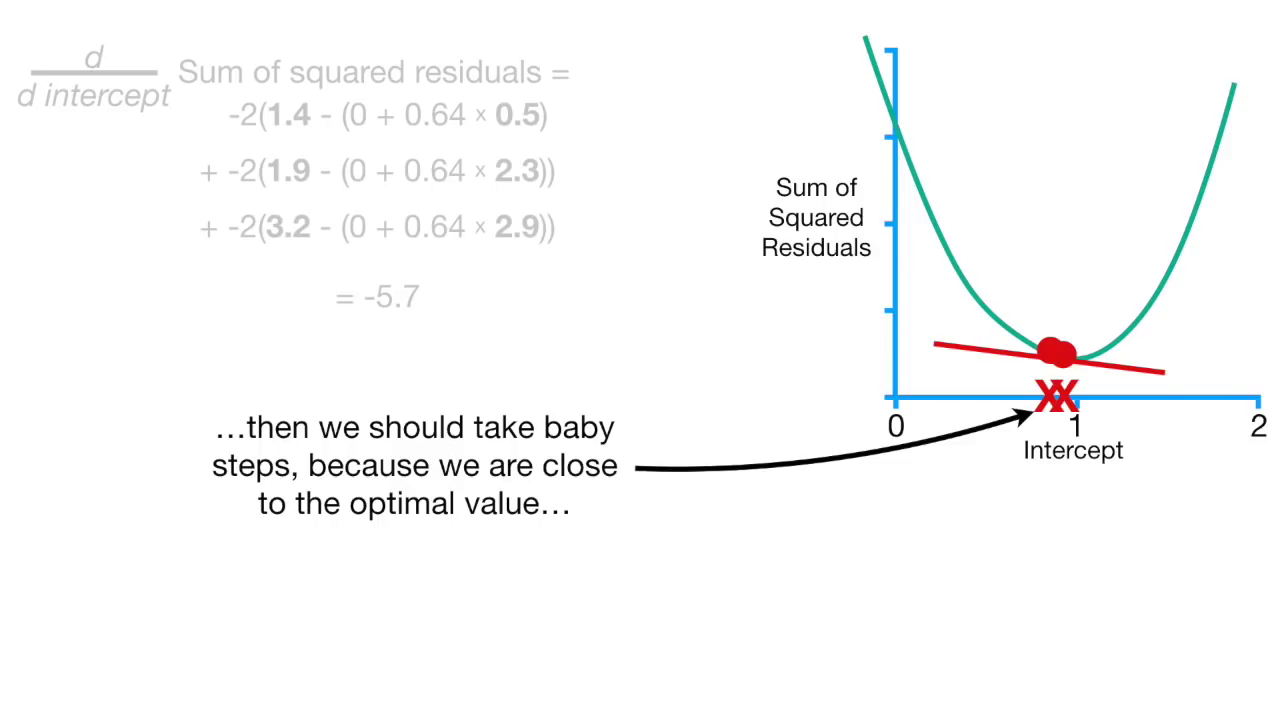 d
d intercept
Sum of squared residuals =
-2(1.4 - (0 + 0.64 x 0.5)
+ -2(1.9 - (0 + 0.64 x 2.3))
+ -2(3.2 - (0 + 0.64 x 2.9))
= -5.7
Sum of
Squared
Residuals
XX
0 1 2
Intercept
…then we should take baby
steps, because we are close
to the optimal value…